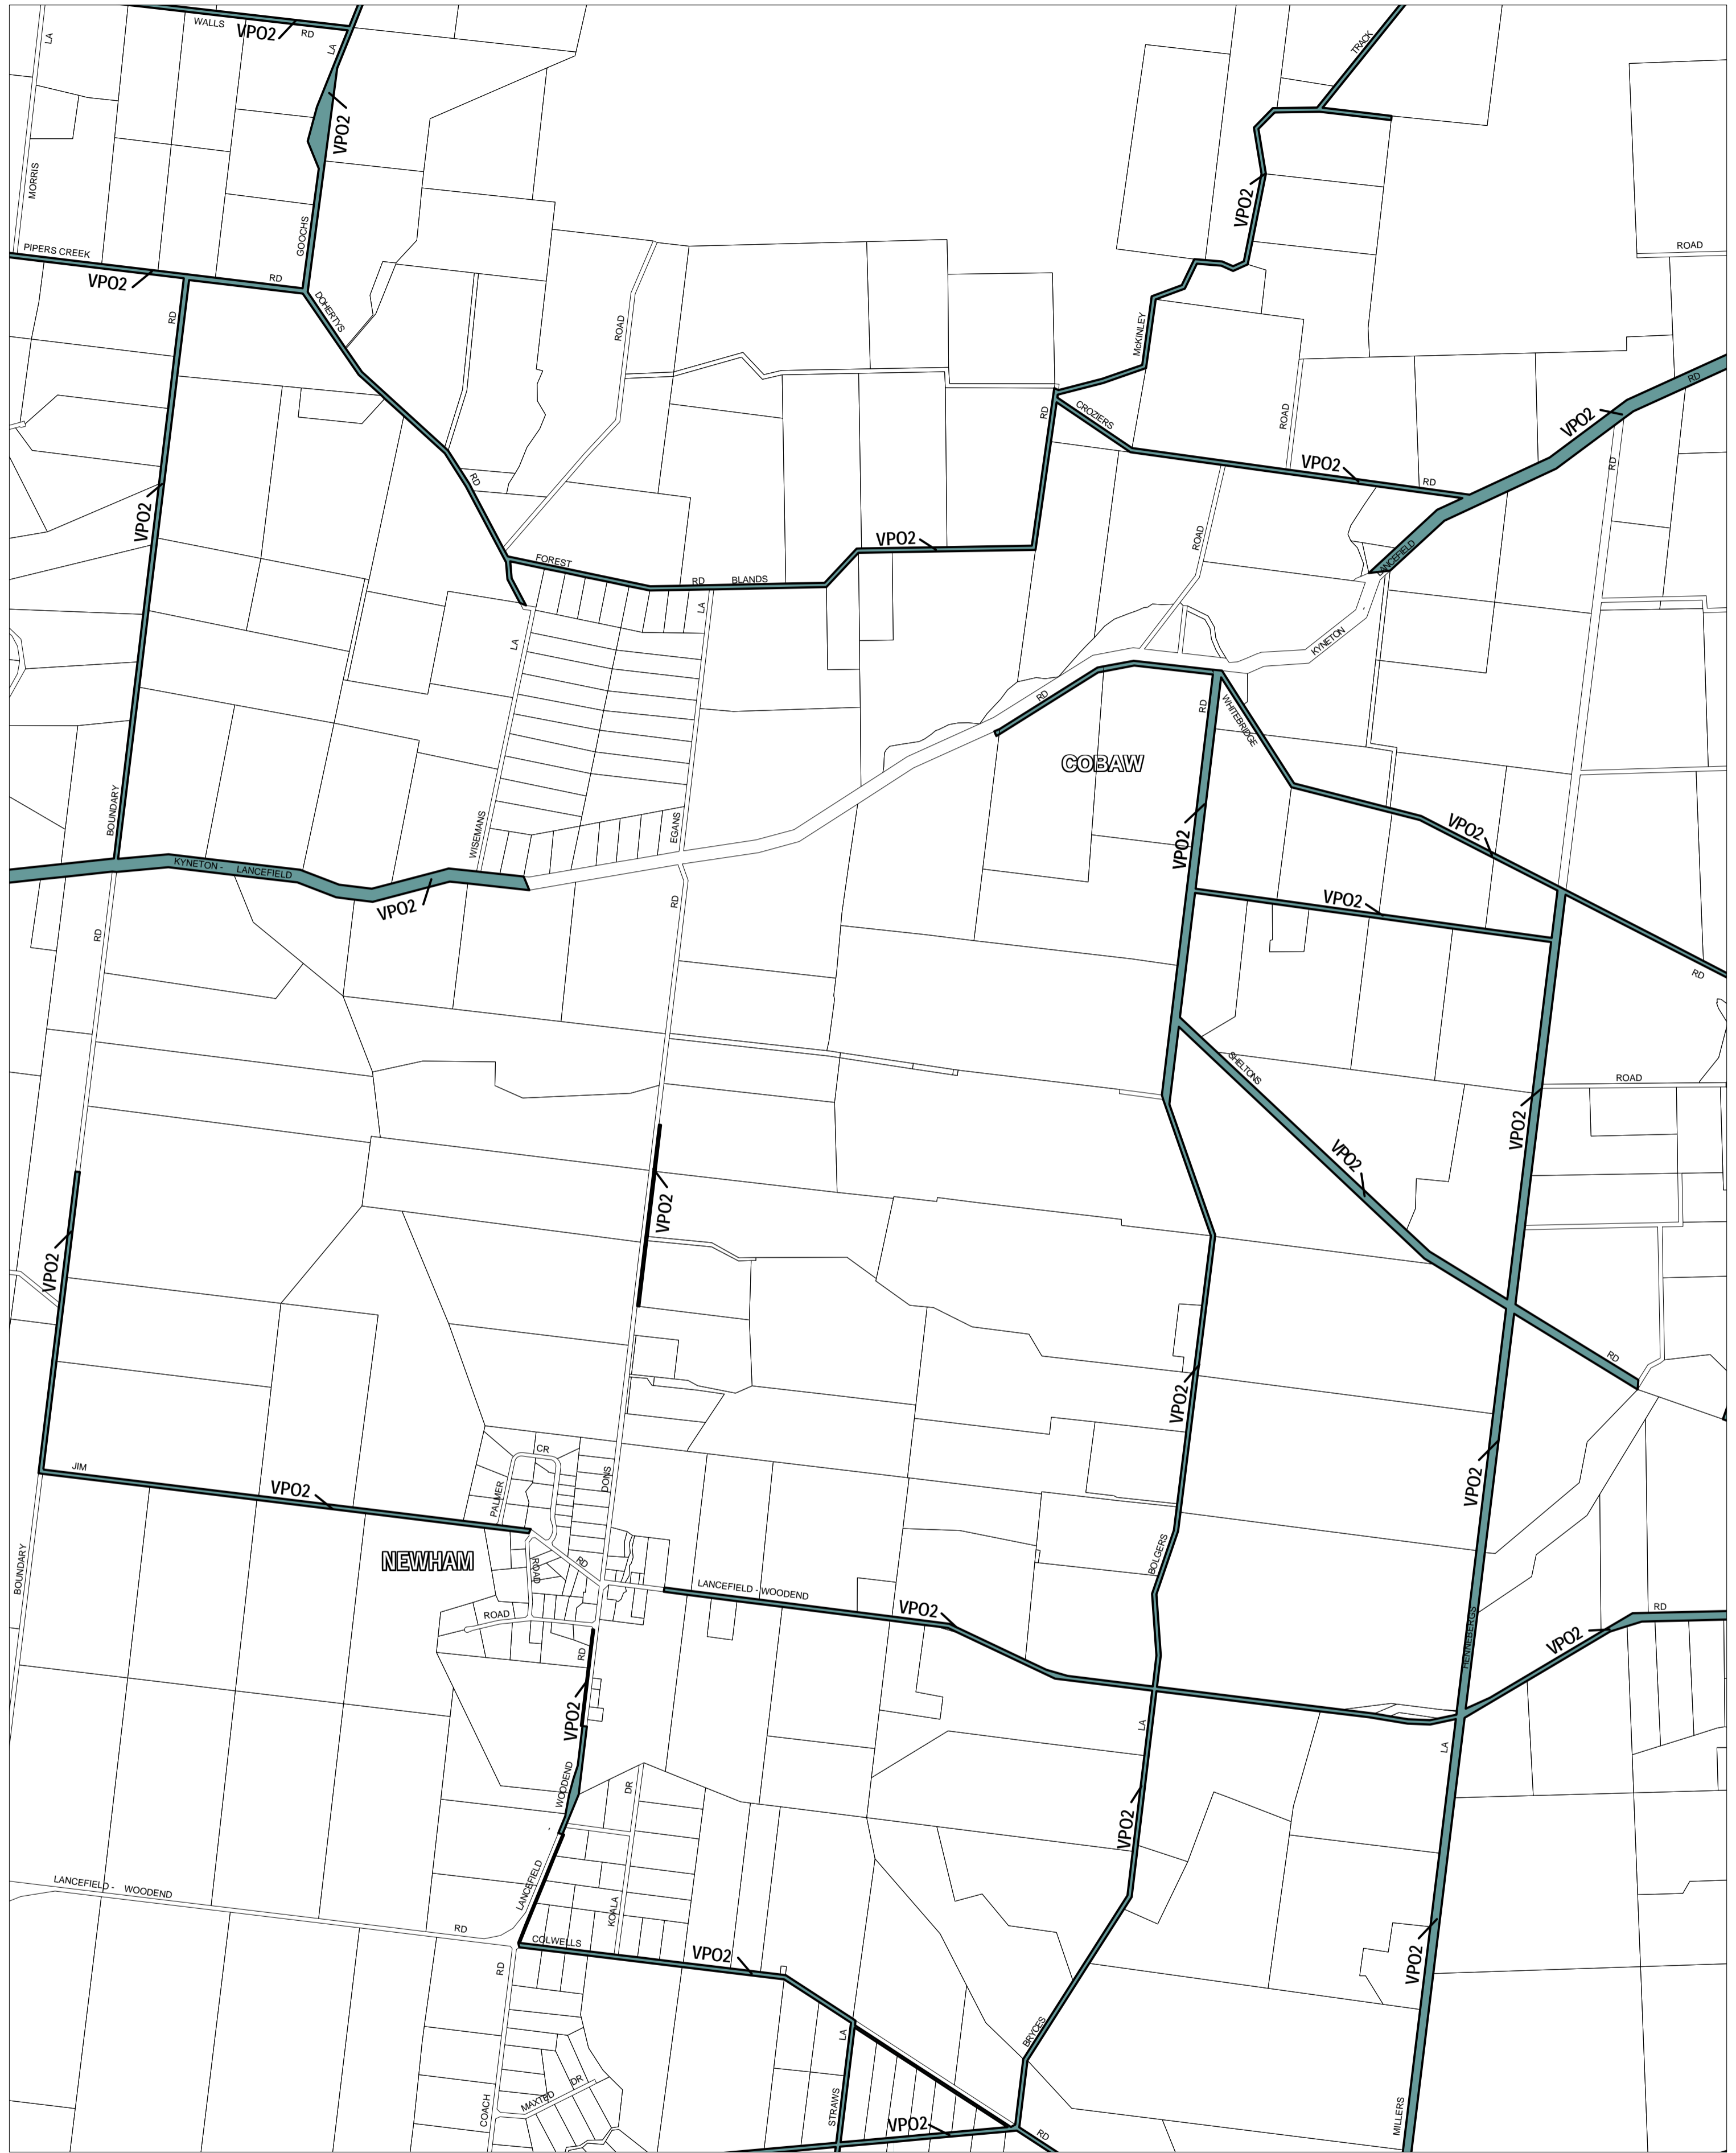 LA
WALLS
VPO2
RD
LA
TRACK
VPO2
MORRIS
VPO2
GOOCHS
PIPERS CREEK
VPO2
RD
ROAD
DOHERTYS
RD
ROAD
McKINLEY
RD
VPO2
RD
CROZIERS
ROAD
VPO2
RD
RD
RD
VPO2
ROAD
VPO2
FOREST
RD
BLANDS
LANCEFIELD
LA
LA
KYNETON
RD
RD
WHITEBRIDGE
COBAW
BOUNDARY
WISEMANS
EGANS
VPO2
VPO2
KYNETON -
LANCEFIELD
VPO2
RD
VPO2
RD
RD
SHELTONS
ROAD
VPO2
VPO2
VPO2
VPO2
RD
VPO2
JIM
VPO2
CR
PALMER
DONS
VPO2
NEWHAM
BOUNDARY
ROAD
RD
BOLGERS
LANCEFIELD - WOODEND
VPO2
ROAD
HENNEBERGS
RD
VPO2
RD
VPO2
LA
LA
WOODEND
DR
VPO2
LANCEFIELD - WOODEND
LANCEFIELD
KOALA
RD
COLWELLS
VPO2
RD
VPO2
LA
BRYCES
MAXTED
DR
COACH
STRAWS
VPO2
RD
MILLERS